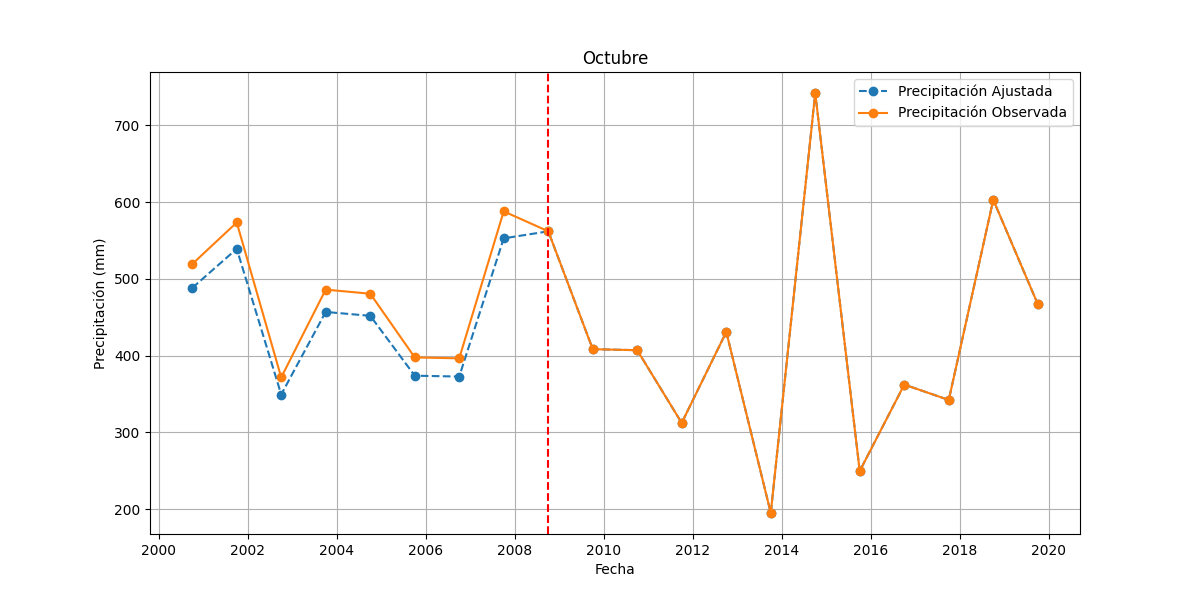 Octubre
Precipitación Ajustada
Precipitación Observada
Precipitación (mm)
700
600
500
400
300
200
2000 2002 2004 2006 2008 2010 2012 2014 2016 2018 2020
Fecha